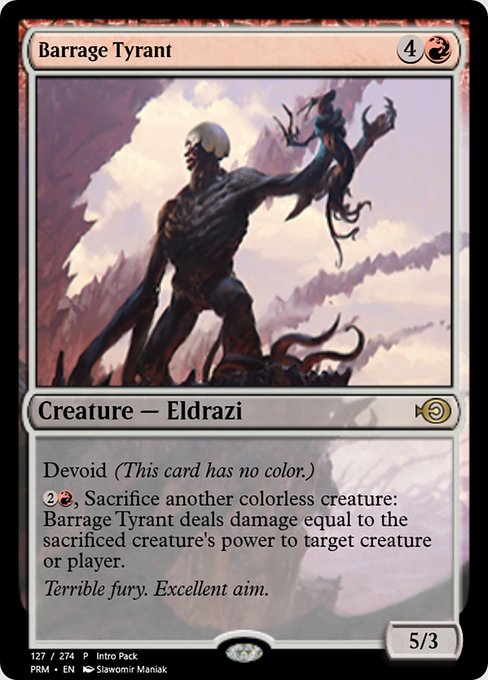 Barrage Tyrant 4
Creature — Eldrazi
Devoid (This card has no color.)
2, Sacrifice another colorless creature:
Barrage Tyrant deals damage equal to the
sacrificed creature's power to target creature
or player.
Terrible fury. Excellent aim.
5/3
127 / 274 P Intro Pack
PRM • EN Slawomir Maniak